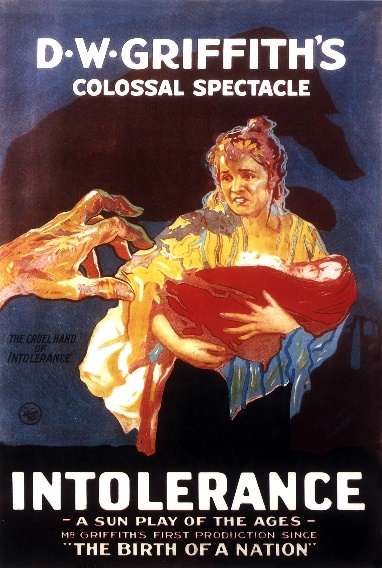 D·W·GRIFFITH'S
COLOSSAL SPECTACLE
THE CRUEL HAND
OF
INTOLERANCE
INTOLERANCE
- A SUN PLAY OF THE AGES -
MR GRIFFITH'S FIRST PRODUCTION SINCE
"THE BIRTH OF A NATION"